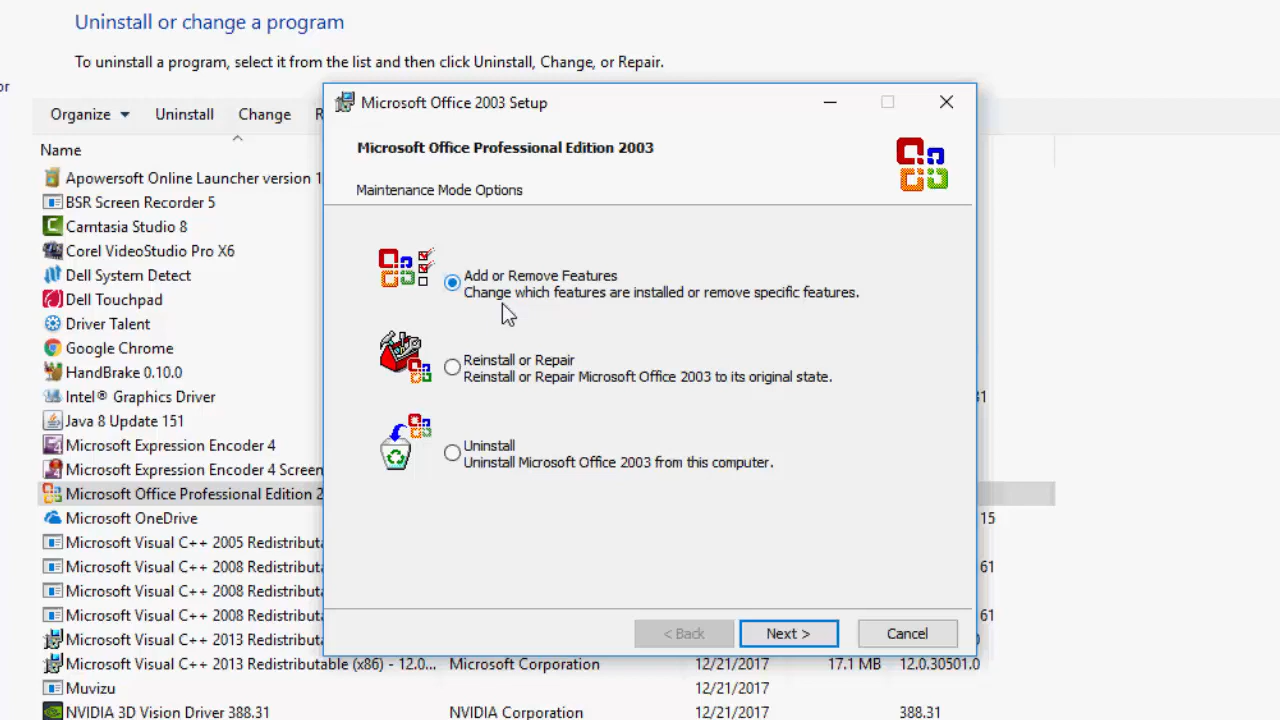 Uninstall or change a program
To uninstall a program, select it from the list and then click Uninstall, Change, or Repair.
or
Organize Uninstall Change R
Name
Apowersoft Online Launcher version 1
BSR Screen Recorder 5
Camtasia Studio 8
Corel VideoStudio Pro X6
Dell System Detect
Dell Touchpad
Driver Talent
Google Chrome
HandBrake 0.10.0
Intel® Graphics Driver 31
Java 8 Update 151
Microsoft Expression Encoder 4
Microsoft Expression Encoder 4 Screen
Microsoft Office Professional Edition 2
Microsoft OneDrive 15
Microsoft Visual C++ 2005 Redistributa
Microsoft Visual C++ 2008 Redistributa 61
Microsoft Visual C++ 2008 Redistributa
Microsoft Visual C++ 2008 Redistributa 61
Microsoft Visual C++ 2013 Redistributa 0
Microsoft Visual C++ 2013 Redistributable (x86) - 12.0... Microsoft Corporation 12/21/2017 17.1 MB 12.0.30501.0
Muvizu 12/21/2017
NVIDIA 3D Vision Driver 388.31 NVIDIA Corporation 12/21/2017 388.31
Microsoft Office 2003 Setup
Microsoft Office Professional Edition 2003
Maintenance Mode Options
Add or Remove Features
Change which features are installed or remove specific features.
Reinstall or Repair
Reinstall or Repair Microsoft Office 2003 to its original state.
Uninstall
Uninstall Microsoft Office 2003 from this computer.
< Back Next > Cancel